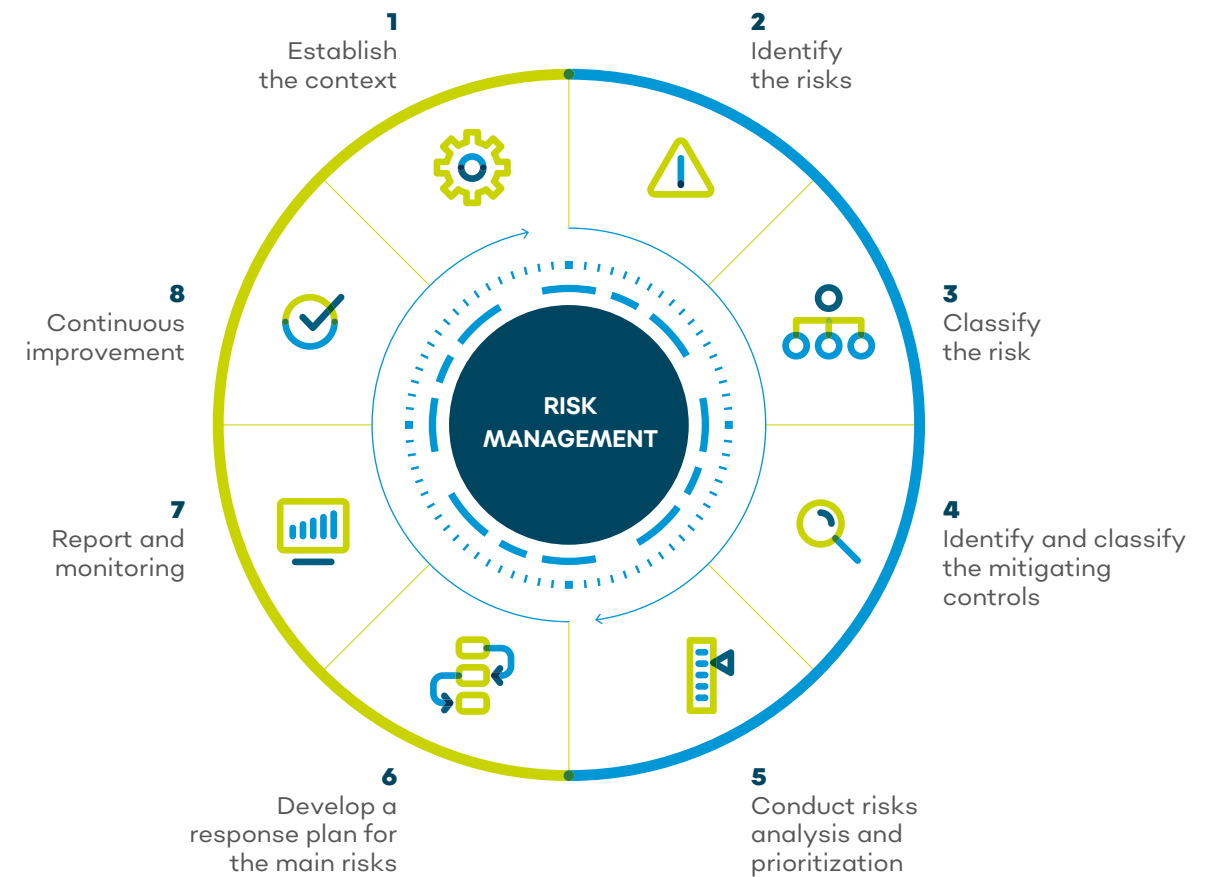 1
Establish
the context
2
Identify
the risks
3
Classify
the risk
4
Identify and classify
the mitigating
controls
5
Conduct risks
analysis and
prioritization
6
Develop a
response plan for
the main risks
7
Report and
monitoring
8
Continuous
improvement
RISK
MANAGEMENT